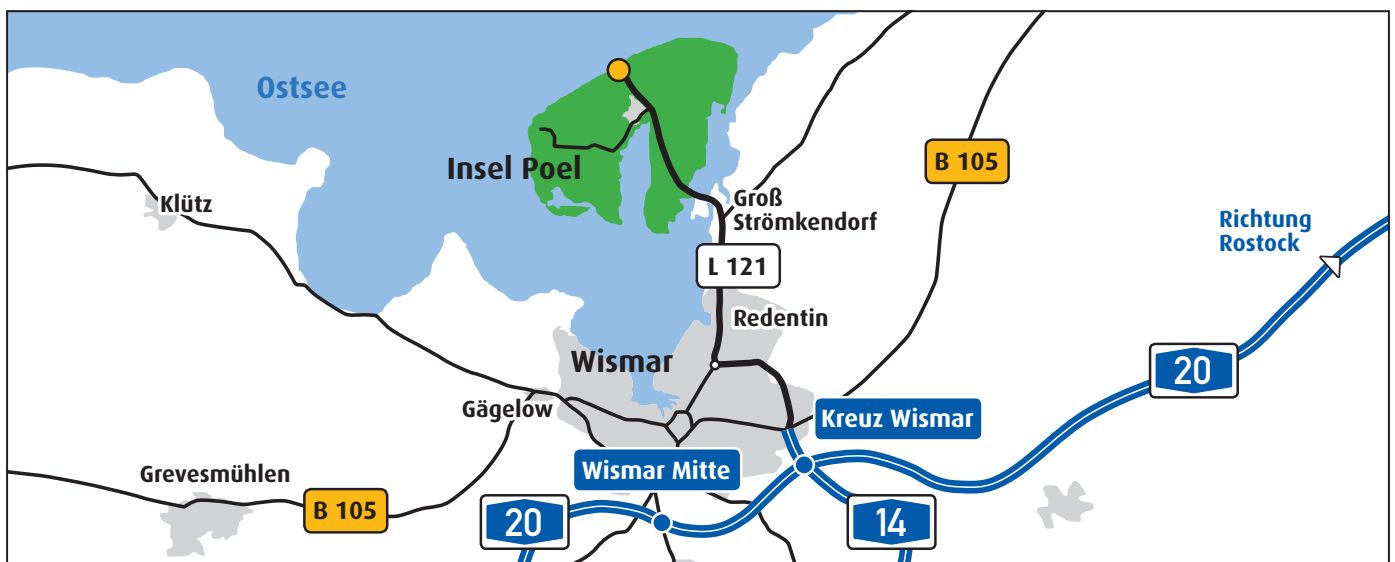 Ostsee
B 105
Insel Poel
Klütz
Groß
Strömkendorf
Richtung
Rostock
L 121
Redentin
Wismar
20
Gägelow
Kreuz Wismar
Wismar Mitte
Grevesmühlen
B 105
20
14